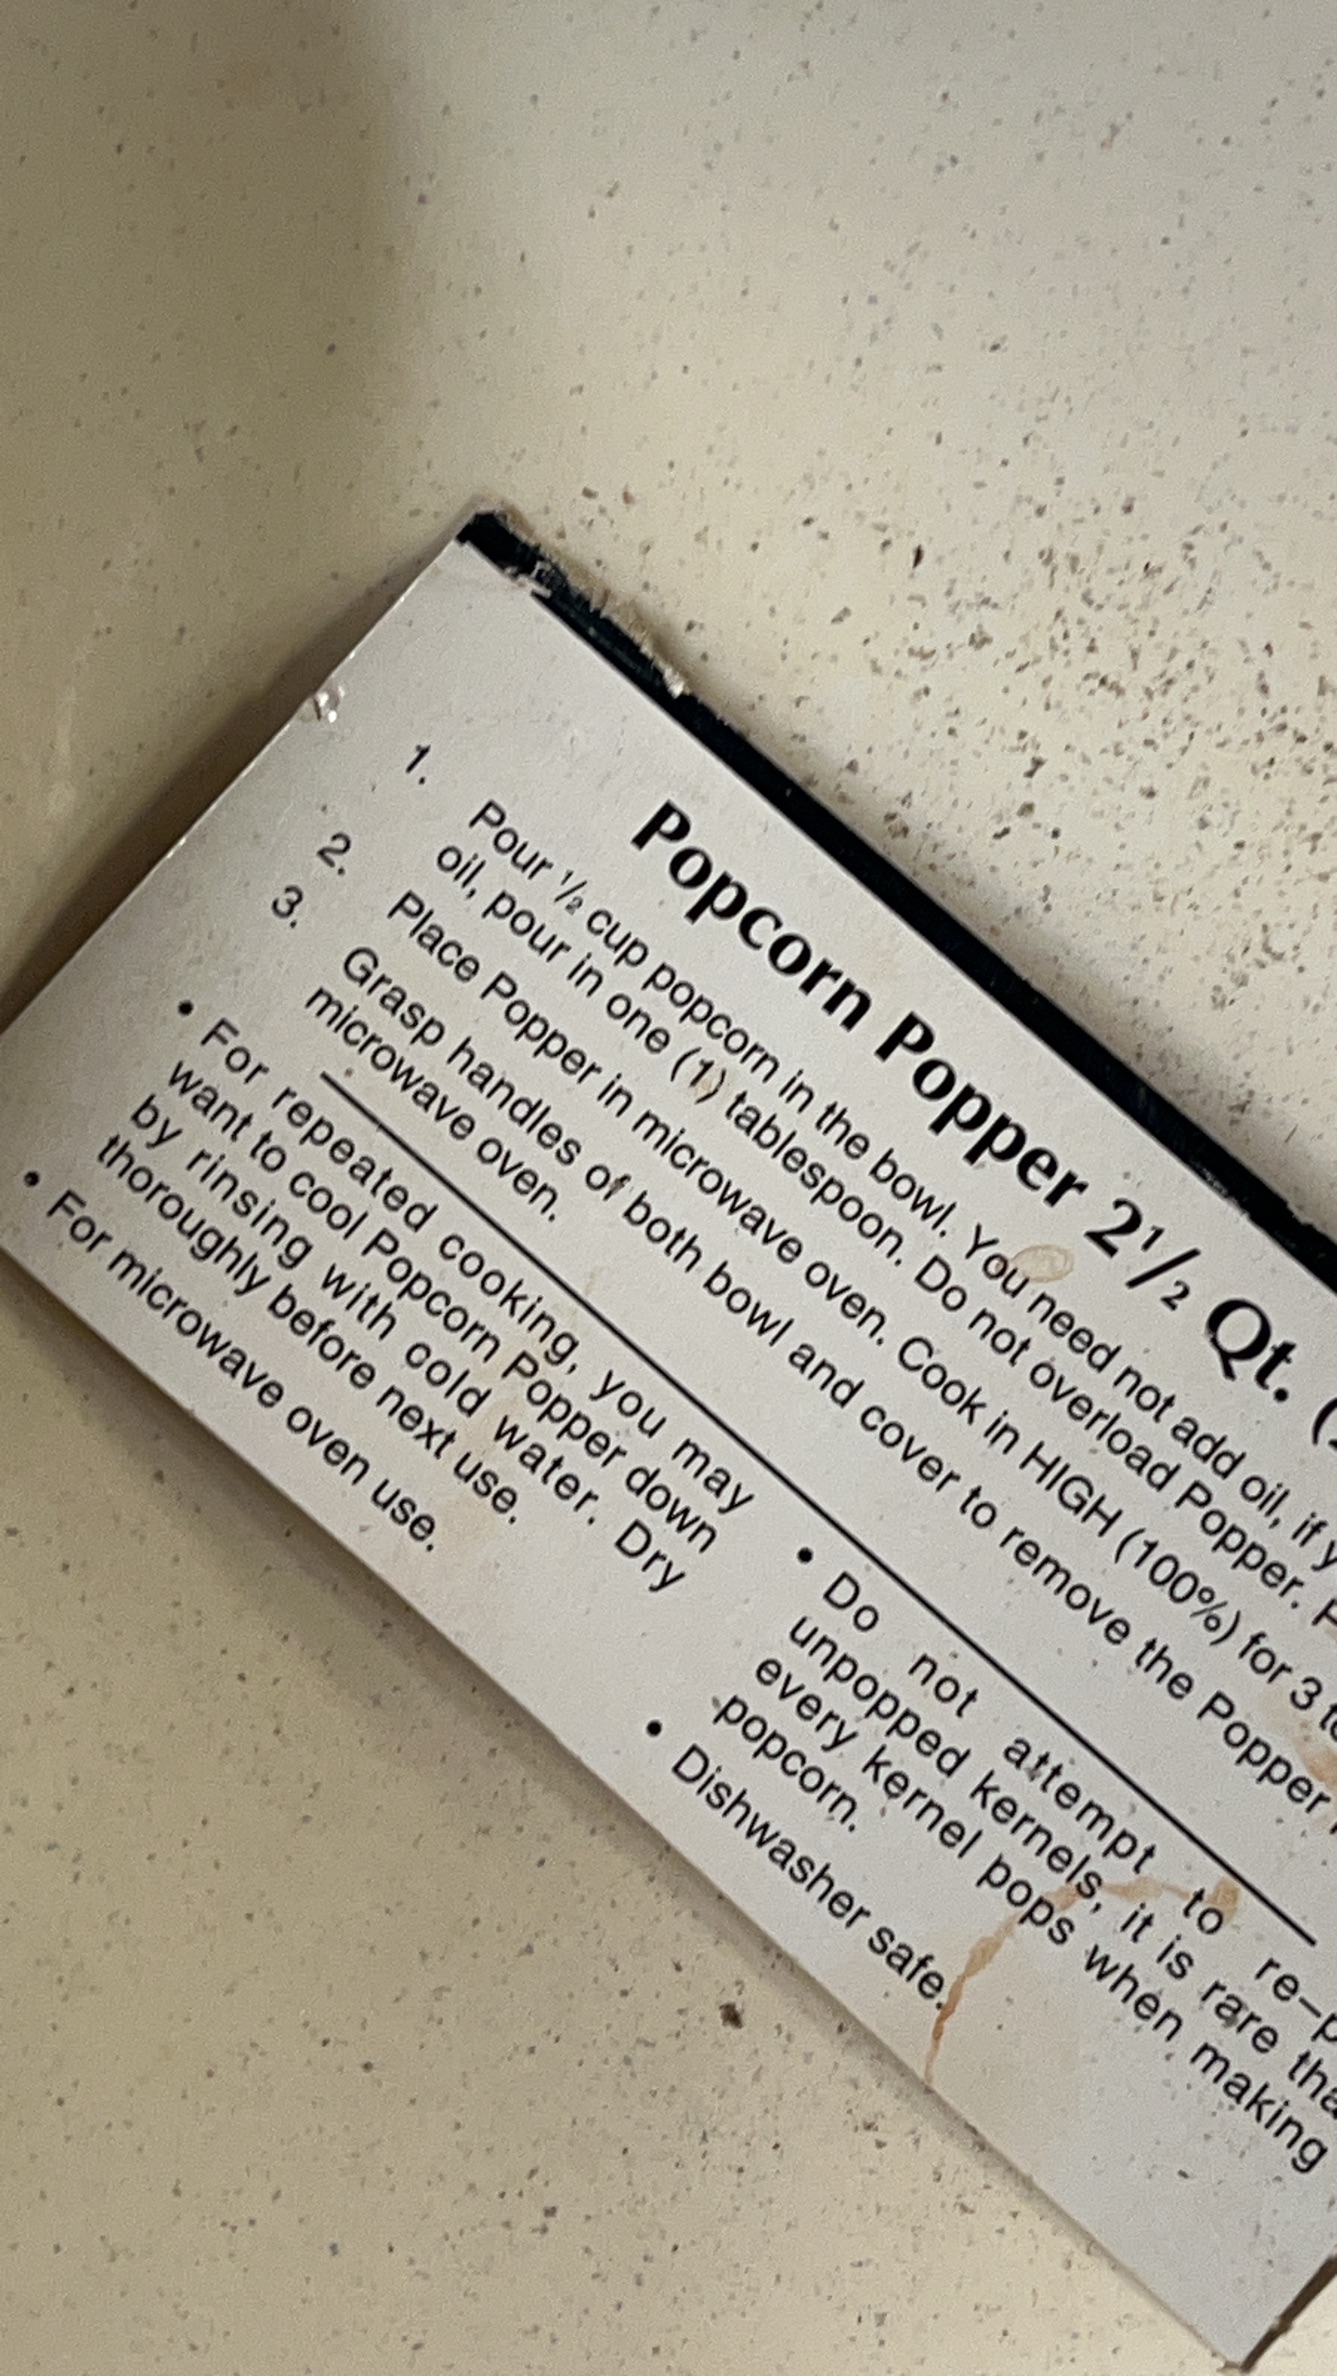 Popcorn Popper 2½ Qt. (
1. Pour ½ cup popcorn in the bowl. You need not add oil, if
oil, pour in one (1) tablespoon. Do not overload Popper.
2. Place Popper in microwave oven. Cook in HIGH (100%) for 3
3. Grasp handles of both bowl and cover to remove the Popper
microwave oven.
• For repeated cooking, you may
want to cool Popcorn Popper down
by rinsing with cold water. Dry
thoroughly before next use.
• For microwave oven use.
• Do not attempt to re-p
unpopped kernels, it is rare tha
every kernel pops when making
popcorn.
• Dishwasher safe.